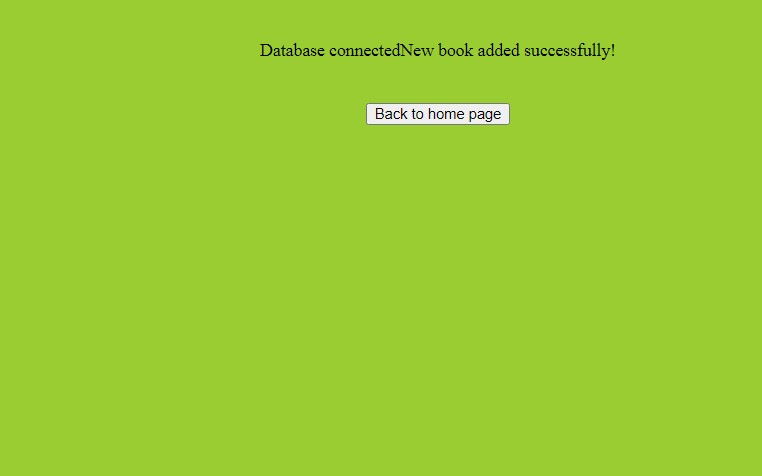 Database connectedNew book added successfully!
Back to home page